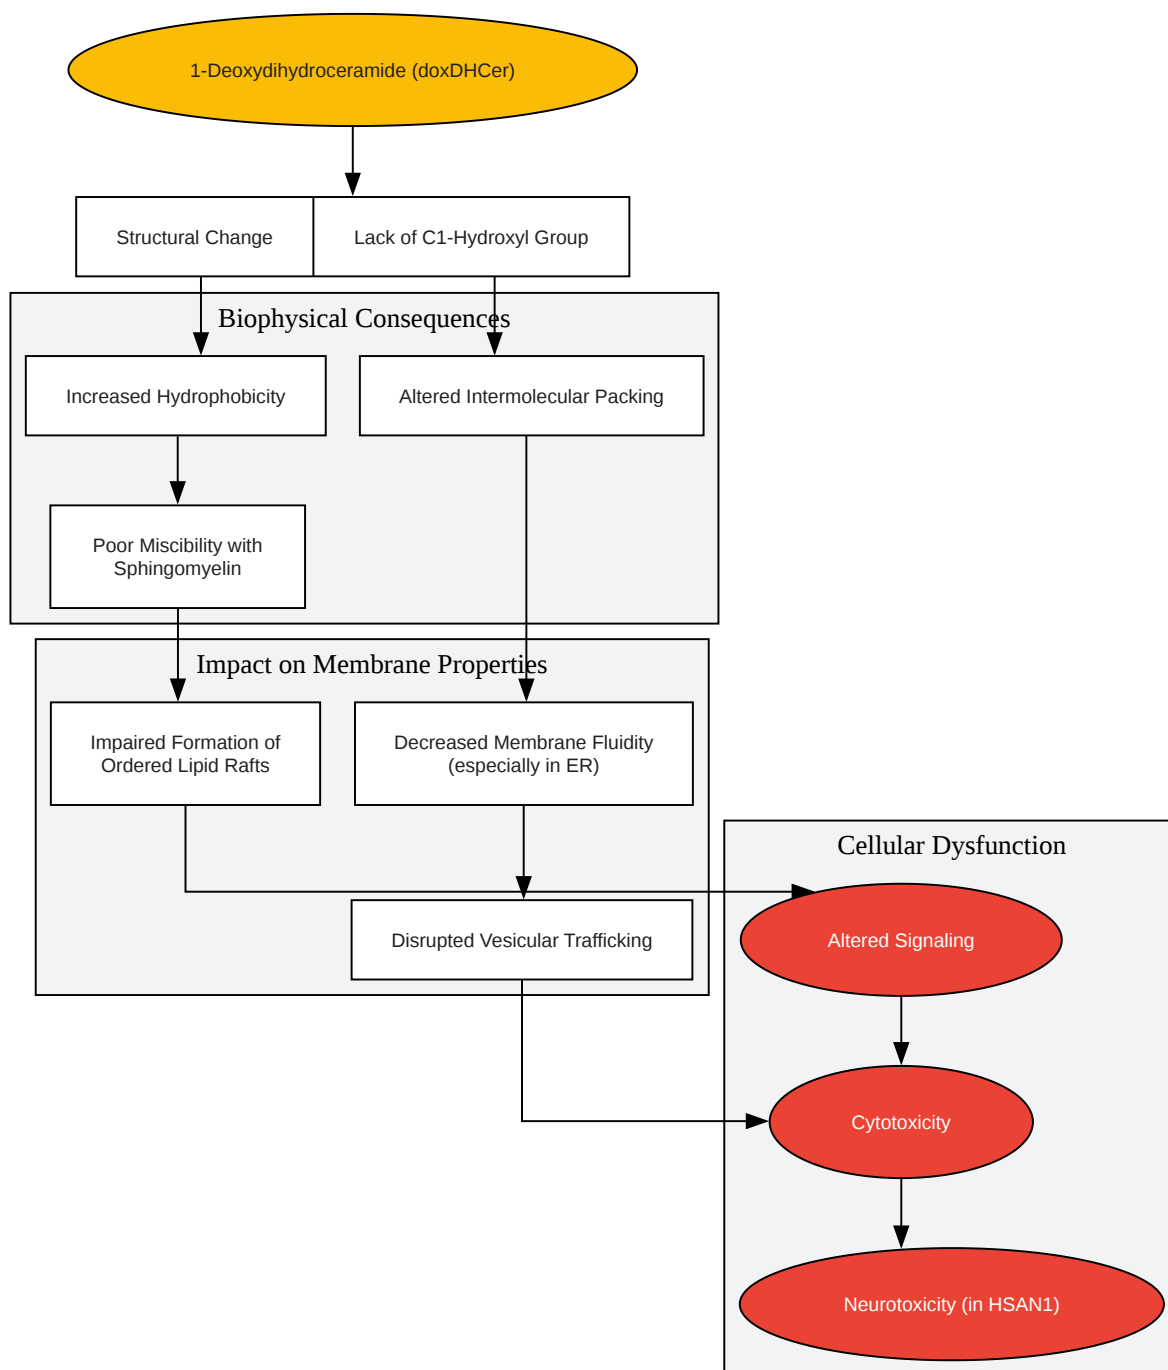 1-Deoxydihydroceramide (doxDHCer)
Structural Change
Lack of C1-Hydroxyl Group
Biophysical Consequences
Increased Hydrophobicity
Altered Intermolecular Packing
Poor Miscibility with
Sphingomyelin
Impact on Membrane Properties
Impaired Formation of
Ordered Lipid Rafts
Decreased Membrane Fluidity
(especially in ER)
Disrupted Vesicular Trafficking
Cellular Dysfunction
Altered Signaling
Cytotoxicity
Neurotoxicity (in HSAN1)